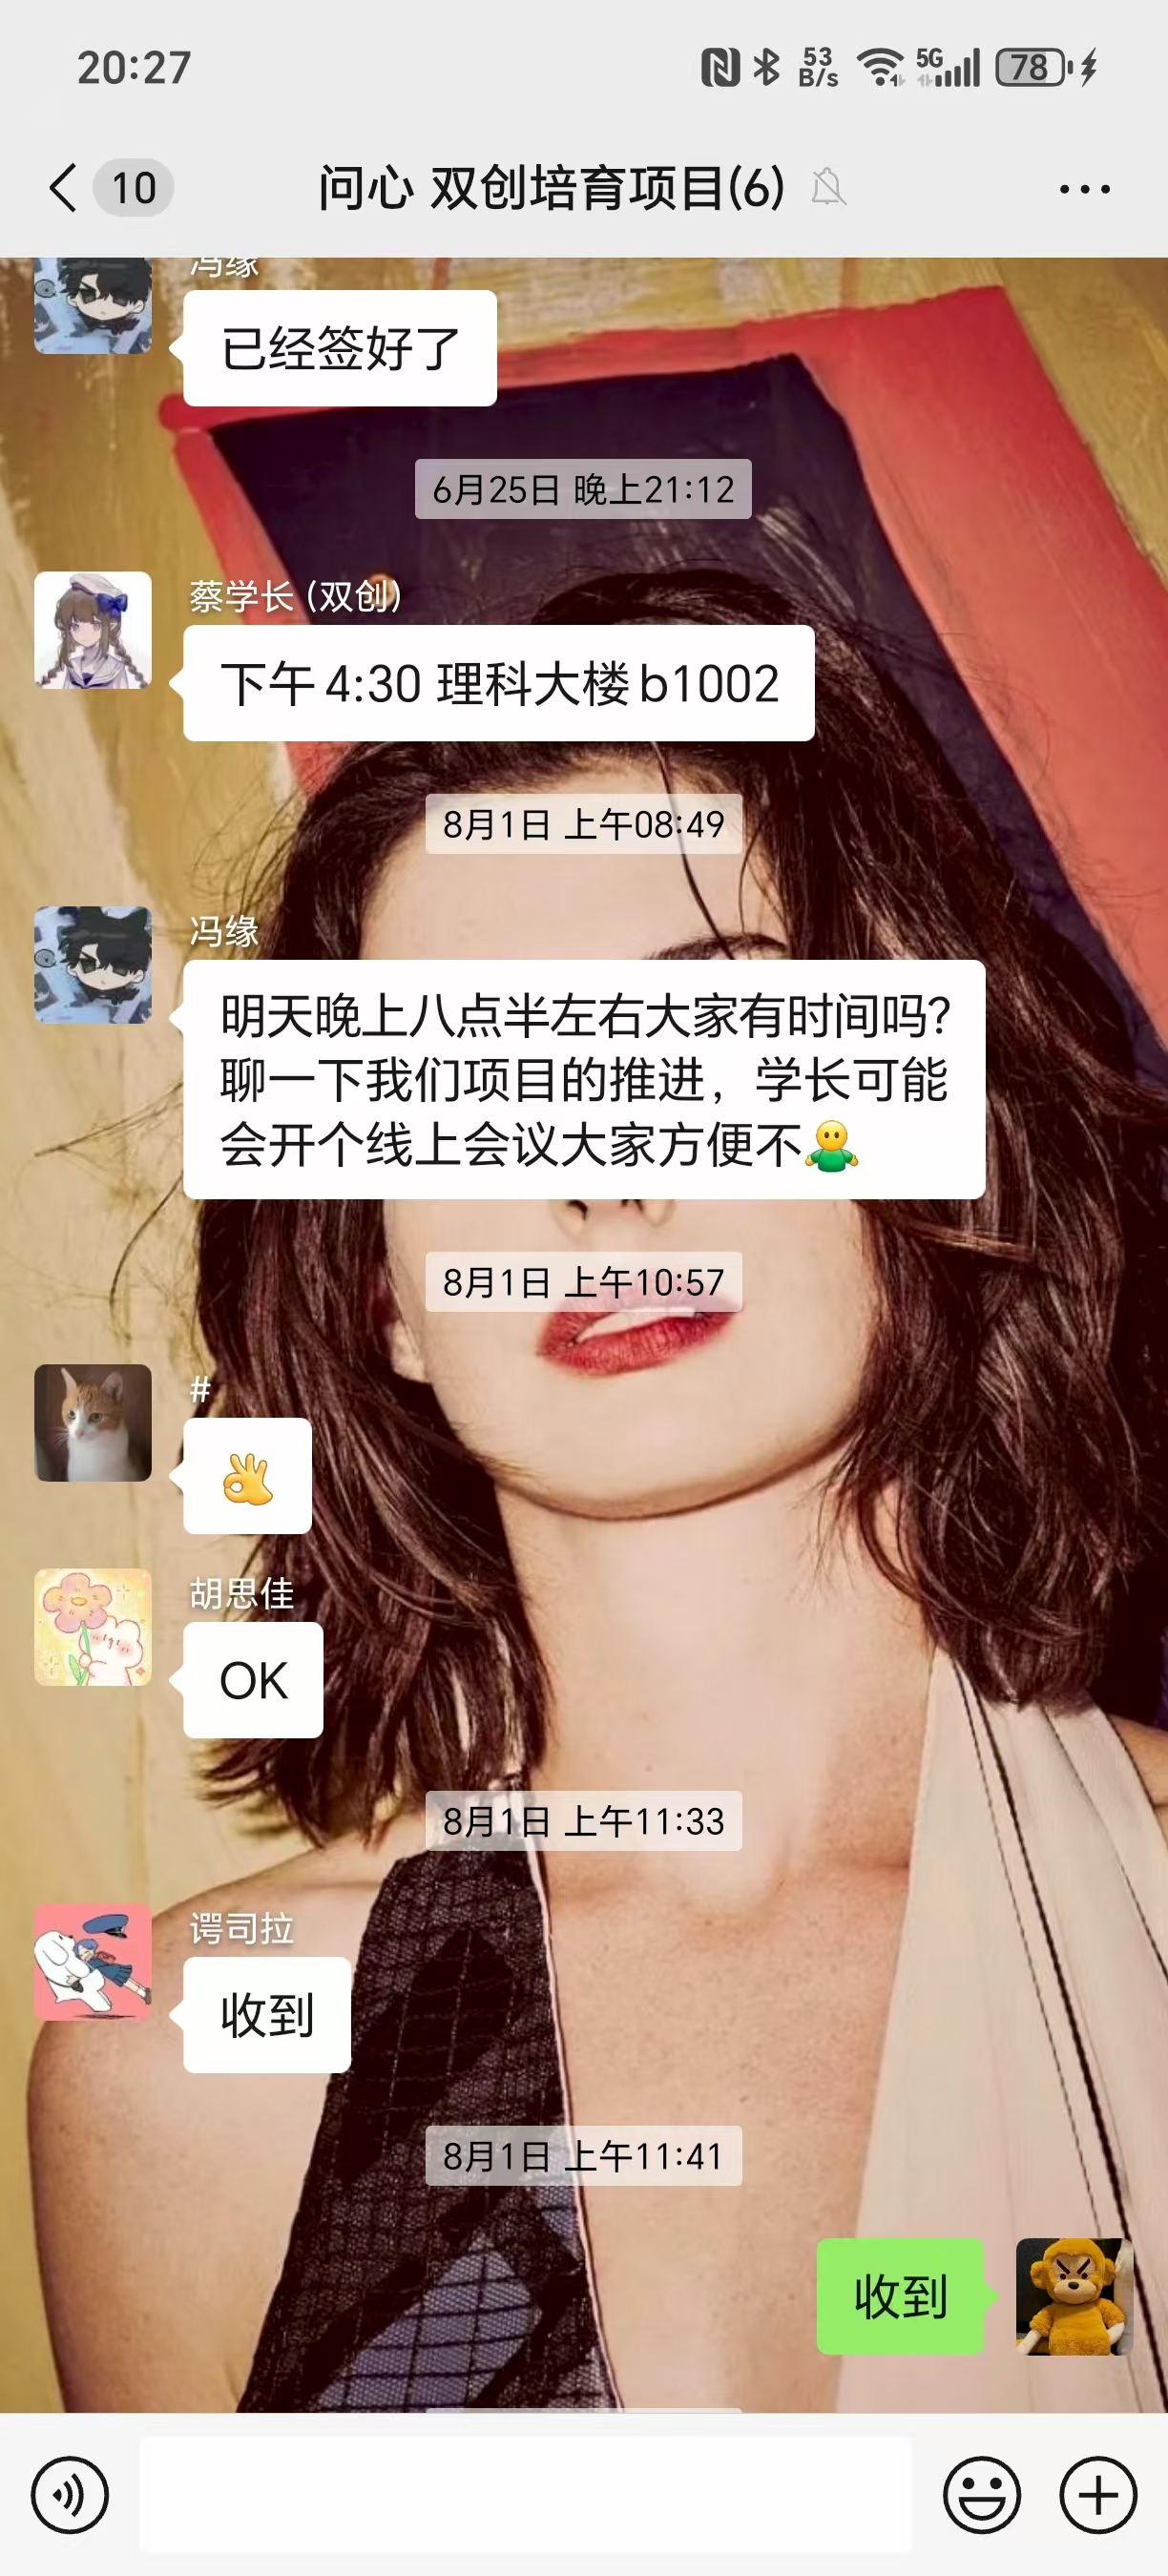 20:27
53
B/s
5G
78
10
问心 双创培育项目(6)
冯缘
已经签好了
6月25日 晚上21:12
蔡学长 (双创)
下午4:30 理科大楼b1002
8月1日 上午08:49
冯缘
明天晚上八点半左右大家有时间吗?
聊一下我们项目的推进，学长可能
会开个线上会议大家方便不
8月1日 上午10:57
#
胡思佳
OK
8月1日 上午11:33
谔司拉
收到
8月1日 上午11:41
收到